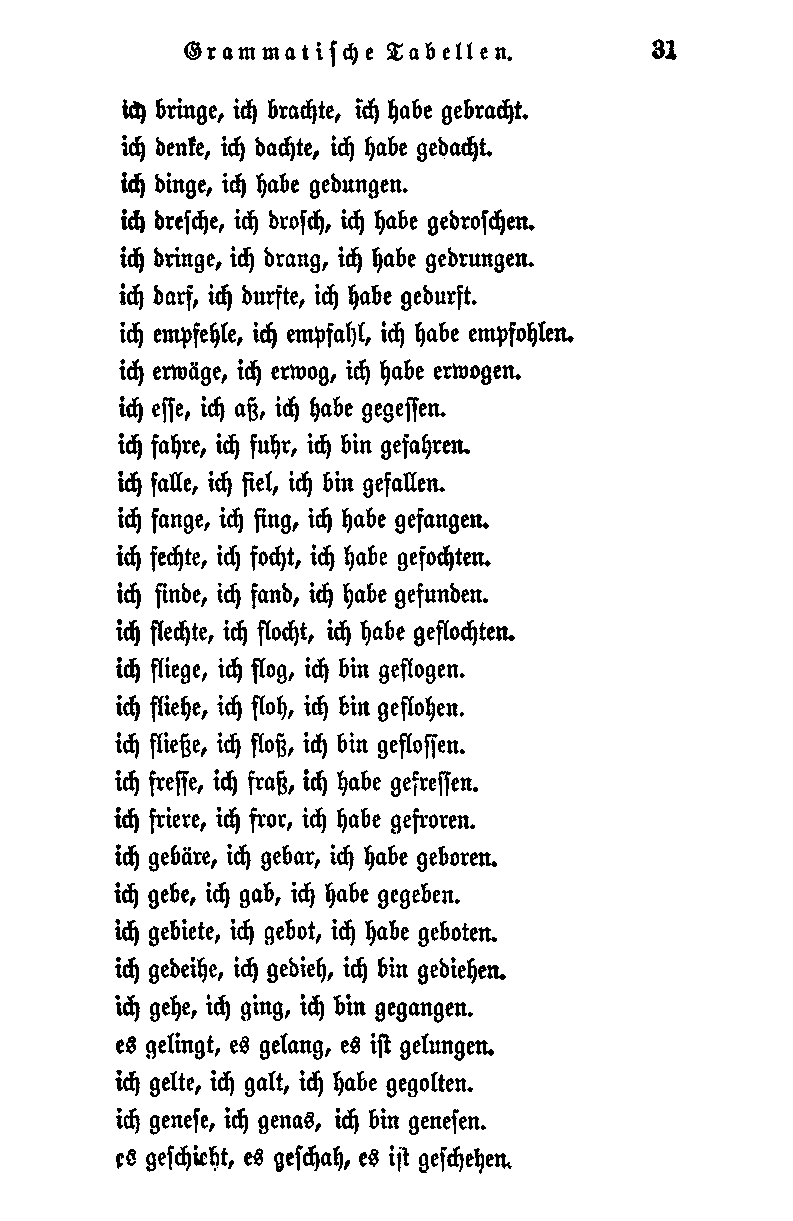 Grammatische Tabellen. 31
ich bringe, ich brachte, ich habe gebracht.
ich denke, ich dachte, ich habe gedacht.
ich dinge, ich habe gedungen.
ich dresche, ich drosch, ich habe gedroschen.
ich dringe, ich drang, ich habe gedrungen.
ich darf, ich durfte, ich habe gedurft.
ich empfehle, ich empfahl, ich habe empfohlen.
ich erwäge, ich erwog, ich habe erwogen.
ich esse, ich aß, ich habe gegessen.
ich fahre, ich fuhr, ich bin gefahren.
ich falle, ich fiel, ich bin gefallen.
ich fange, ich fing, ich habe gefangen.
ich fechte, ich focht, ich habe gefochten.
ich finde, ich fand, ich habe gefunden.
ich flechte, ich flocht, ich habe geflochten.
ich fliege, ich flog, ich bin geflogen.
ich fliehe, ich floh, ich bin geflohen.
ich fließe, ich floß, ich bin geflossen.
ich fresse, ich fraß, ich habe gefressen.
ich friere, ich fror, ich habe gefroren.
ich gebäre, ich gebar, ich habe geboren.
ich gebe, ich gab, ich habe gegeben.
ich gebiete, ich gebot, ich habe geboten.
ich gedeihe, ich gedieh, ich bin gediehen.
ich gehe, ich ging, ich bin gegangen.
es gelingt, es gelang, es ist gelungen.
ich gelte, ich galt, ich habe gegolten.
ich genese, ich genas, ich bin genesen.
es geschieht, es geschah, es ist geschehen.